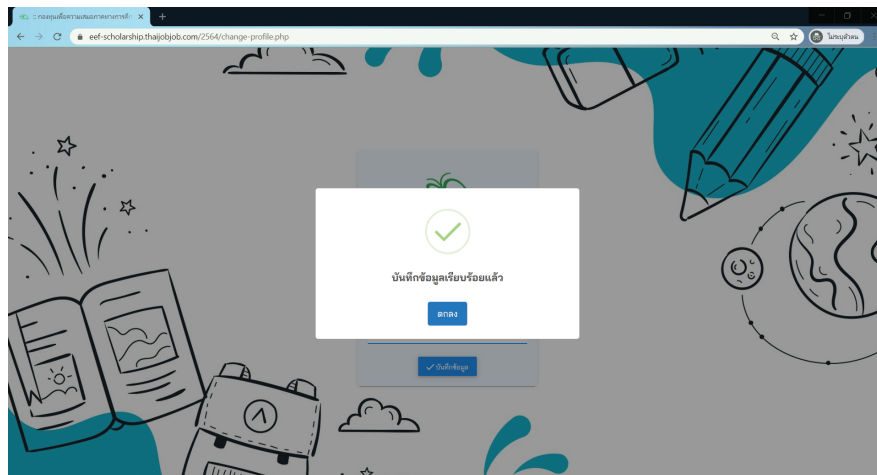 :: กองทุนเพื่อความเสมอภาคทางการศึก
eef-scholarship.thaijobjob.com/2564/change-profile.php
ไม่ระบุตัวตน
บันทึกข้อมูลเรียบร้อยแล้ว
ตกลง
บันทึกข้อมูล